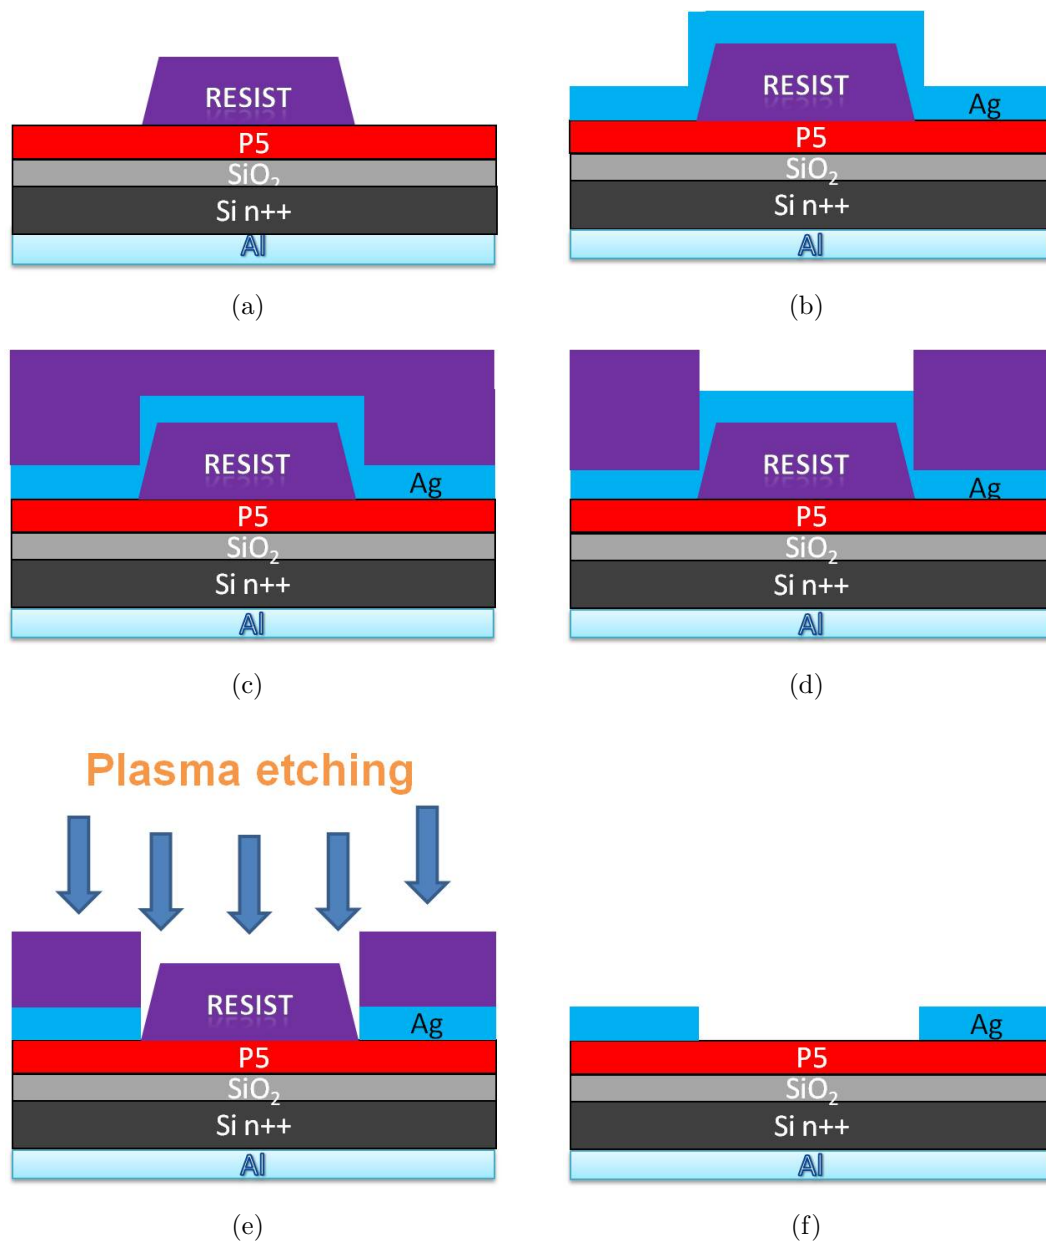 RESIST
P5
SiO₂
Si n++
Al
(a)
RESIST
Ag
P5
SiO₂
Si n++
Al
(b)
RESIST
Ag
P5
SiO₂
Si n++
Al
(c)
RESIST
Ag
P5
SiO₂
Si n++
Al
(d)
Plasma etching
RESIST
Ag
P5
SiO₂
Si n++
Al
(e)
Ag
P5
SiO₂
Si n++
Al
(f)